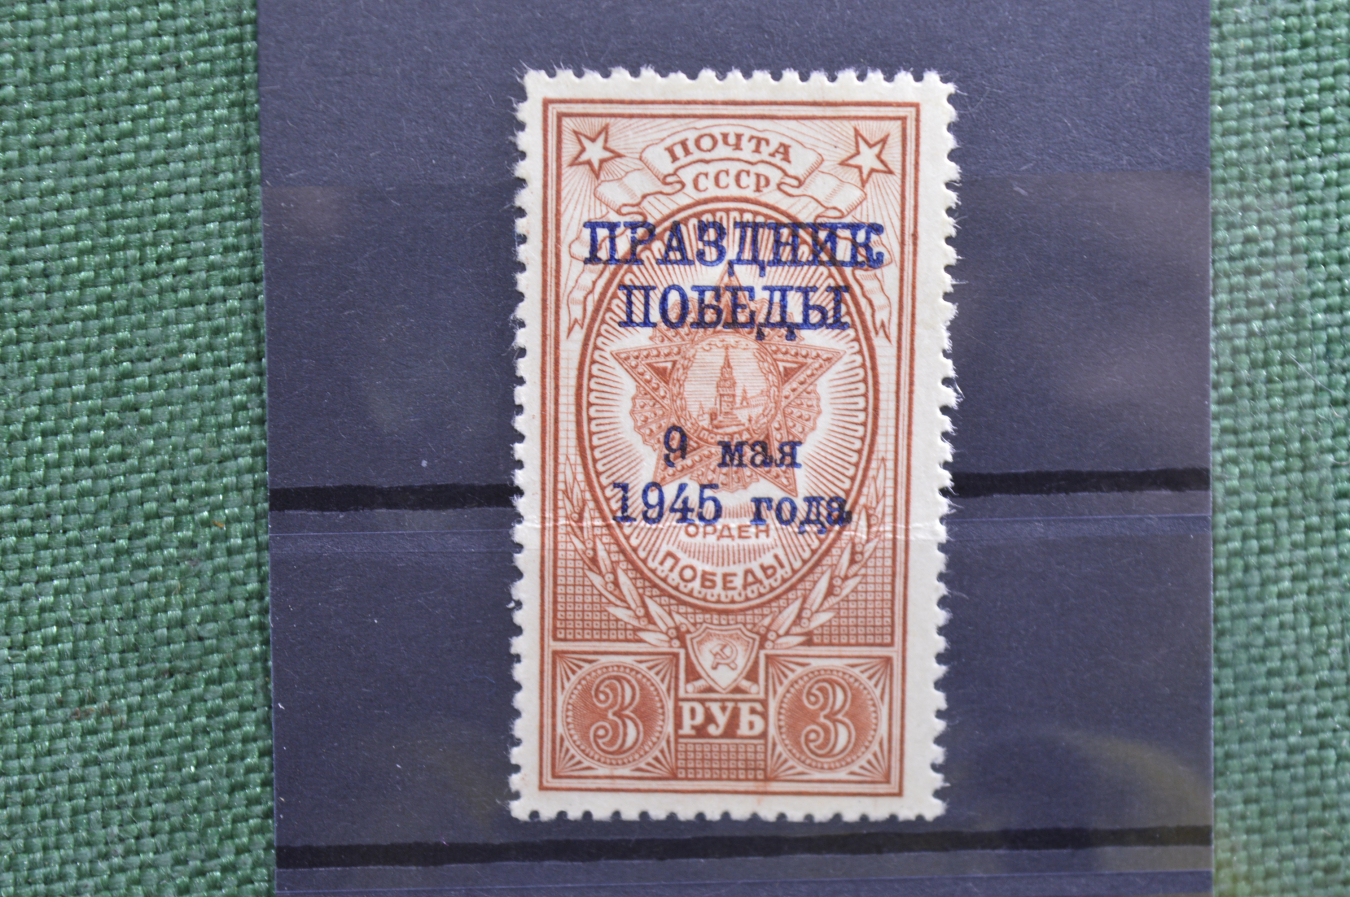 ПОЧТА
СССР
ПРАЗДНИК
ПОБЕДЫ
9 мая
1945 года
ОРДЕН
ПОБЕДЫ
3 РУБ 3